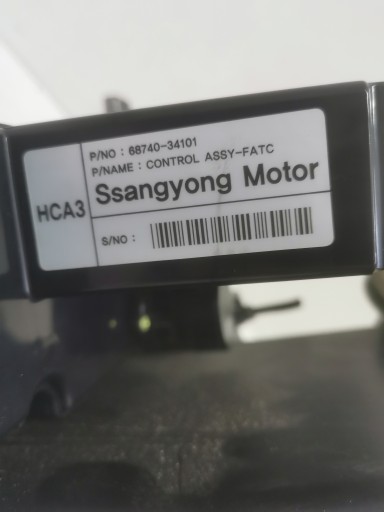 HCA3
P/NO : 68740-34101
P/NAME : CONTROL ASSY-FATC
Ssangyong Motor
S/NO :